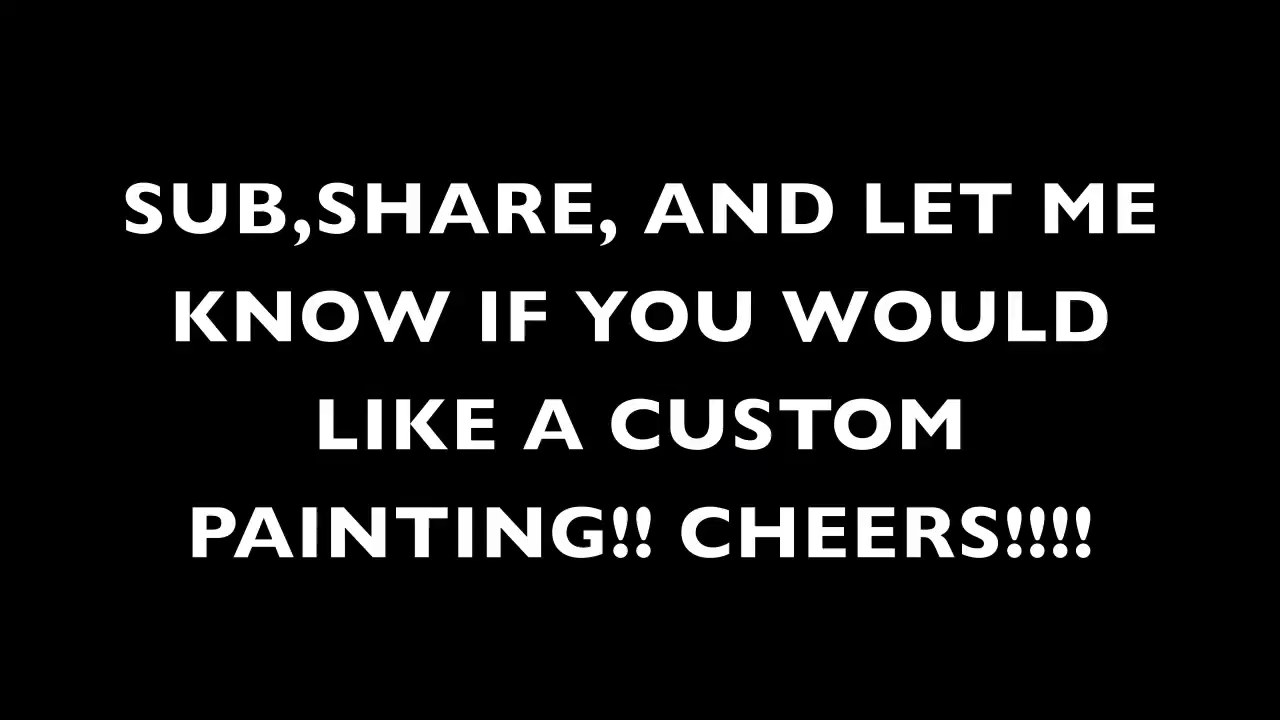 SUB,SHARE, AND LET ME
KNOW IF YOU WOULD
LIKE A CUSTOM
PAINTING!! CHEERS!!!!